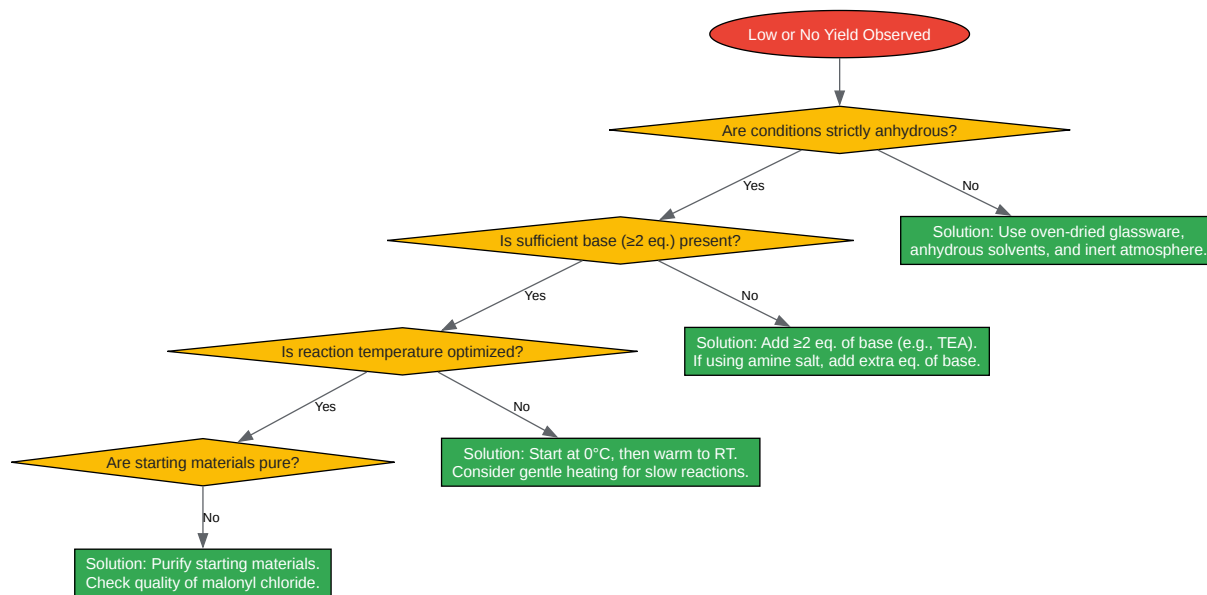 Low or No Yield Observed
Are conditions strictly anhydrous?
Yes
No
Is sufficient base (≥2 eq.) present?
Solution: Use oven-dried glassware,
anhydrous solvents, and inert atmosphere.
Yes
No
Is reaction temperature optimized?
Solution: Add ≥2 eq. of base (e.g., TEA).
If using amine salt, add extra eq. of base.
Yes
No
Are starting materials pure?
Solution: Start at 0°C, then warm to RT.
Consider gentle heating for slow reactions.
No
Solution: Purify starting materials.
Check quality of malonyl chloride.